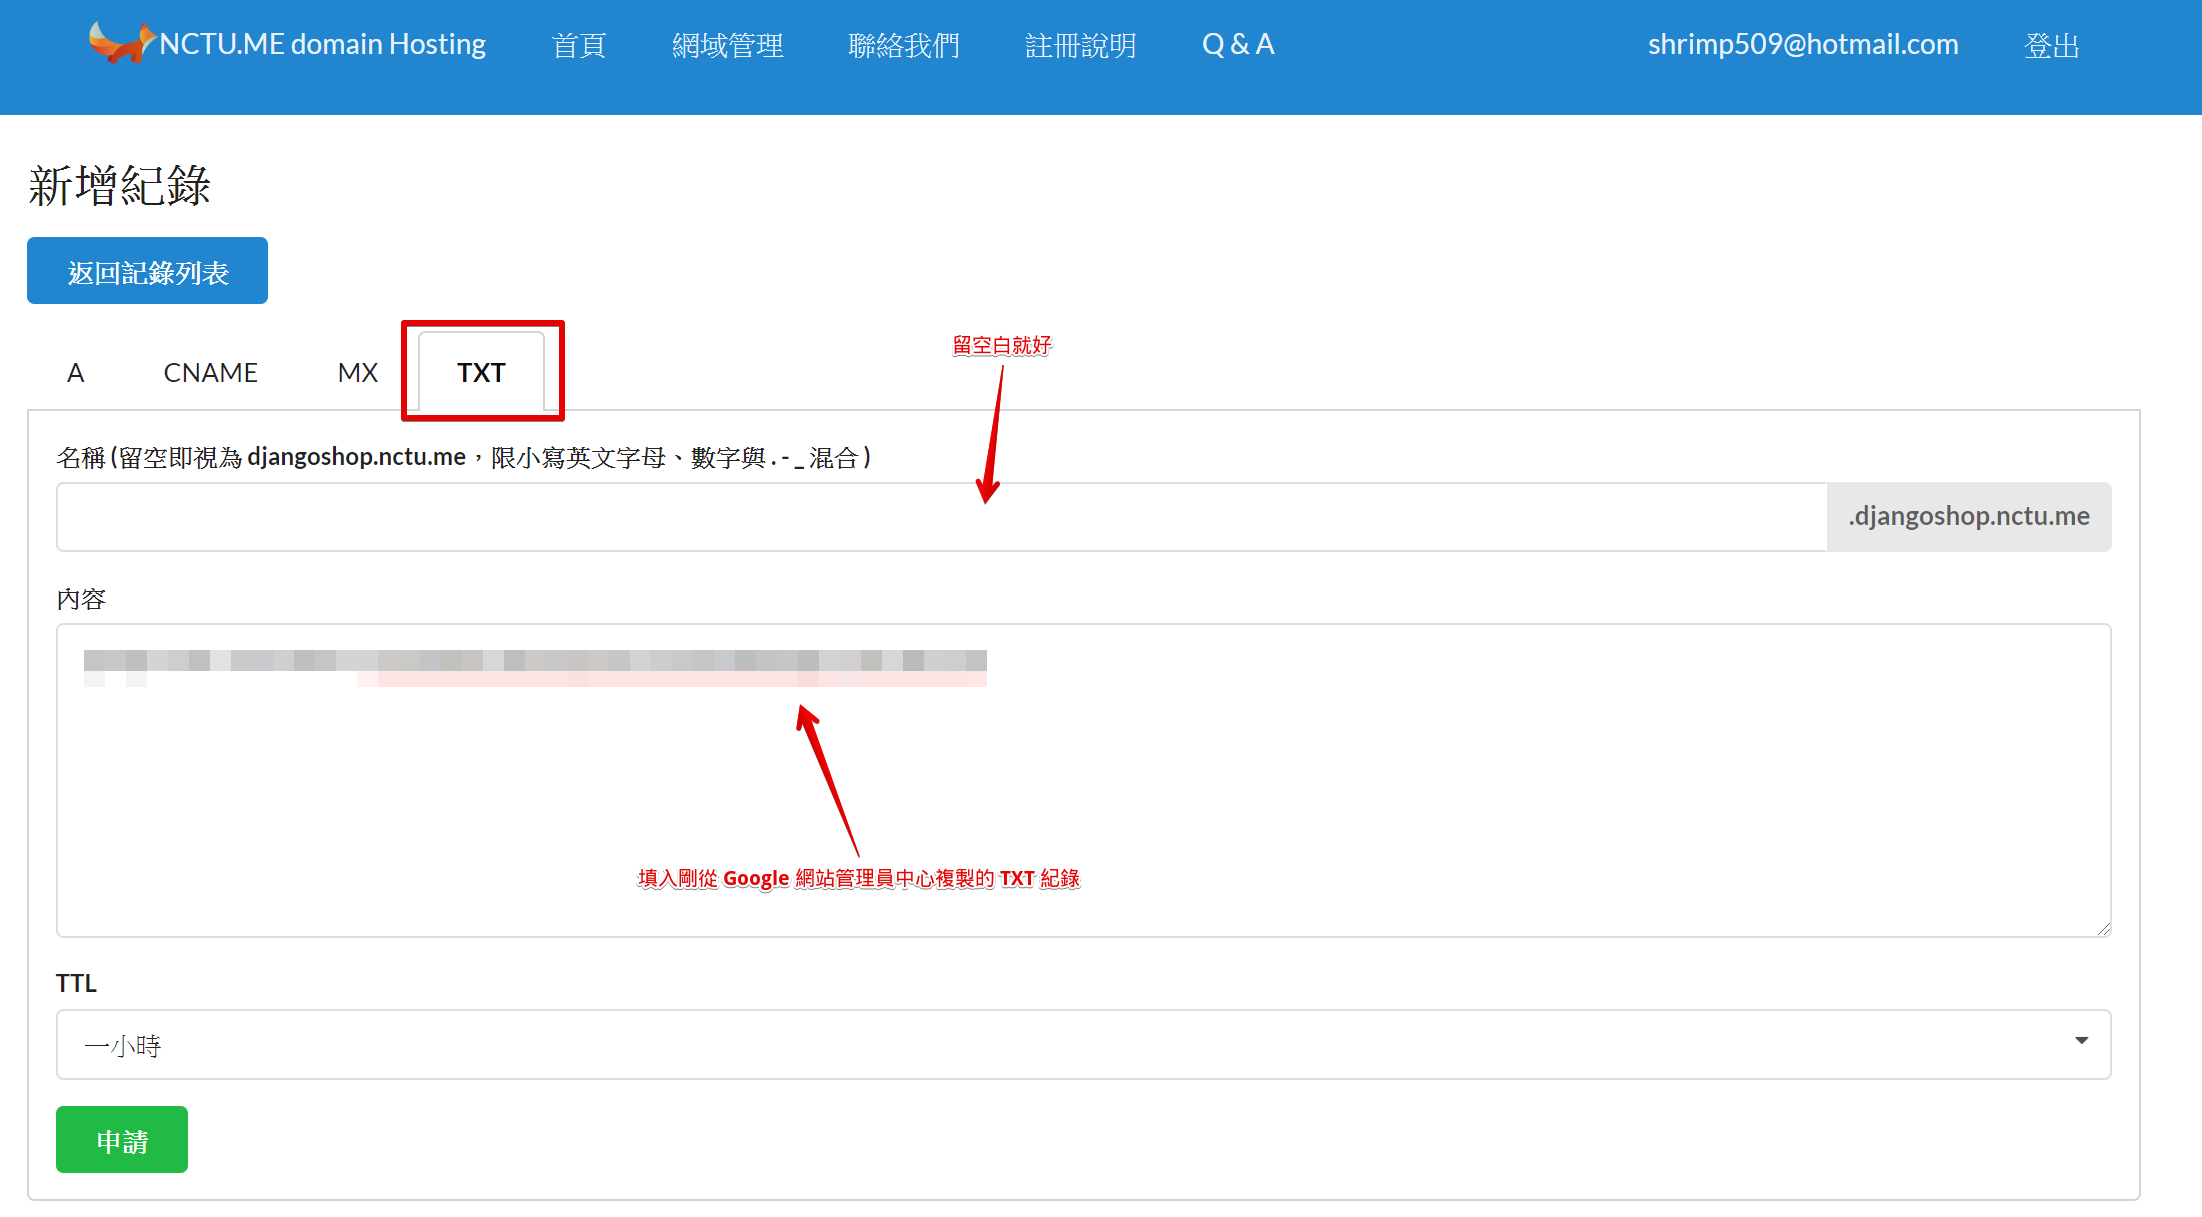 NCTU.ME domain Hosting 首頁 網域管理 聯絡我們 註冊說明 Q & A shrimp509@hotmail.com 登出
新增紀錄
返回記錄列表
留空白就好
A CNAME MX TXT
名稱 (留空即視為 djangoshop.nctu.me，限小寫英文字母、數字與 . - _ 混合 )
.djangoshop.nctu.me
內容
填入剛從 Google 網站管理員中心複製的 TXT 紀錄
TTL
一小時
申請